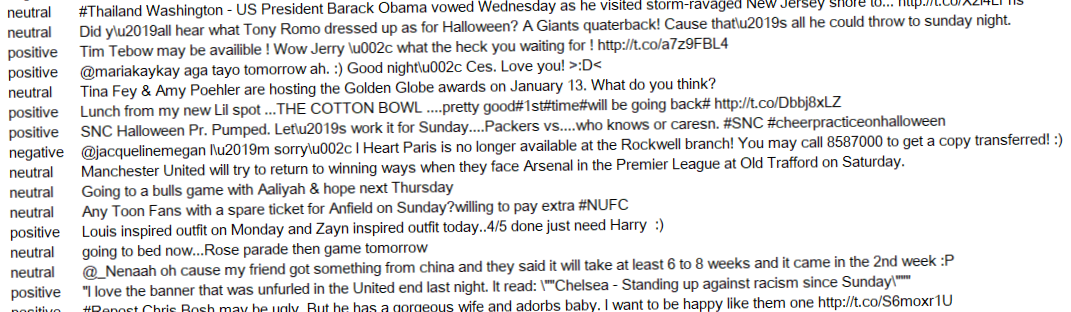 neutral #Thailand Washington - US President Barack Obama vowed Wednesday as he visited storm-ravaged New Jersey shore to...
neutral Did y\u2019all hear what Tony Romo dressed up as for Halloween? A Giants quaterback! Cause that\u2019s all he could throw to sunday night.
positive Tim Tebow may be availible ! Wow Jerry \u002c what the heck you waiting for ! http://t.co/a7z9FBL4
positive @mariakaykay aga tayo tomorrow ah. :) Good night\u002c Ces. Love you! >:D<
neutral Tina Fey & Amy Poehler are hosting the Golden Globe awards on January 13. What do you think?
positive Lunch from my new Lil spot ...THE COTTON BOWL ....pretty good#1st#time#will be going back# http://t.co/Dbbj8xLZ
positive SNC Halloween Pr. Pumped. Let\u2019s work it for Sunday....Packers vs....who knows or caresn. #SNC #cheerpracticeonhalloween
negative @jacquelinemegan I\u2019m sorry\u002c I Heart Paris is no longer available at the Rockwell branch! You may call 8587000 to get a copy transferred! :)
neutral Manchester United will try to return to winning ways when they face Arsenal in the Premier League at Old Trafford on Saturday.
neutral Going to a bulls game with Aaliyah & hope next Thursday
neutral Any Toon Fans with a spare ticket for Anfield on Sunday?willing to pay extra #NUFC
positive Louis inspired outfit on Monday and Zayn inspired outfit today..4/5 done just need Harry :)
neutral going to bed now...Rose parade then game tomorrow
neutral @_Nenaah oh cause my friend got something from china and they said it will take at least 6 to 8 weeks and it came in the 2nd week :P
positive "I love the banner that was unfurled in the United end last night. It read: \""Chelsea - Standing up against racism since Sunday\""""
positive #Repost Chris Bosh may be ugly. But he has a gorgeous wife and adorbs baby. I want to be happy like them one http://t.co/S6moxr1U